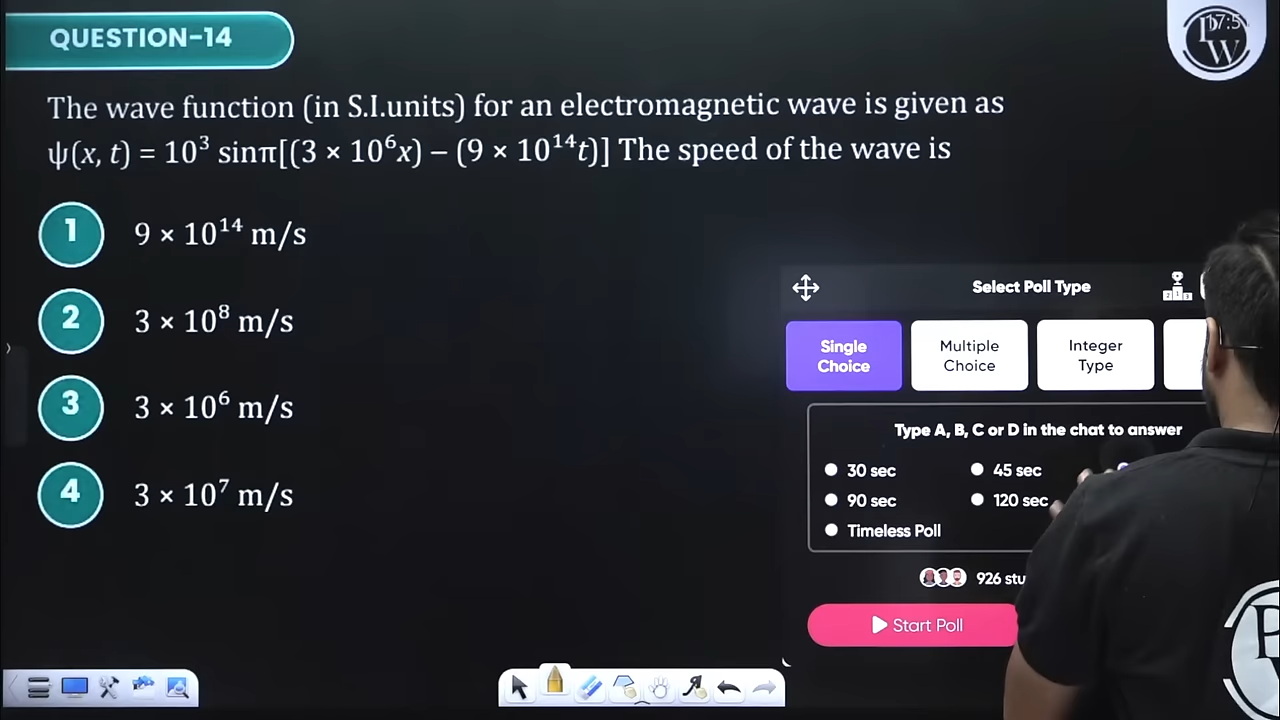 QUESTION-14
17:5
PW
The wave function (in S.I.units) for an electromagnetic wave is given as
ψ(x, t) = 10³ sinπ[(3 × 10⁶x) – (9 × 10¹⁴t)] The speed of the wave is
1 9 × 10¹⁴ m/s
2 3 × 10⁸ m/s
3 3 × 10⁶ m/s
4 3 × 10⁷ m/s
Select Poll Type
Single Choice
Multiple Choice
Integer Type
Type A, B, C or D in the chat to answer
30 sec 45 sec
90 sec 120 sec
Timeless Poll
926 stu
Start Poll